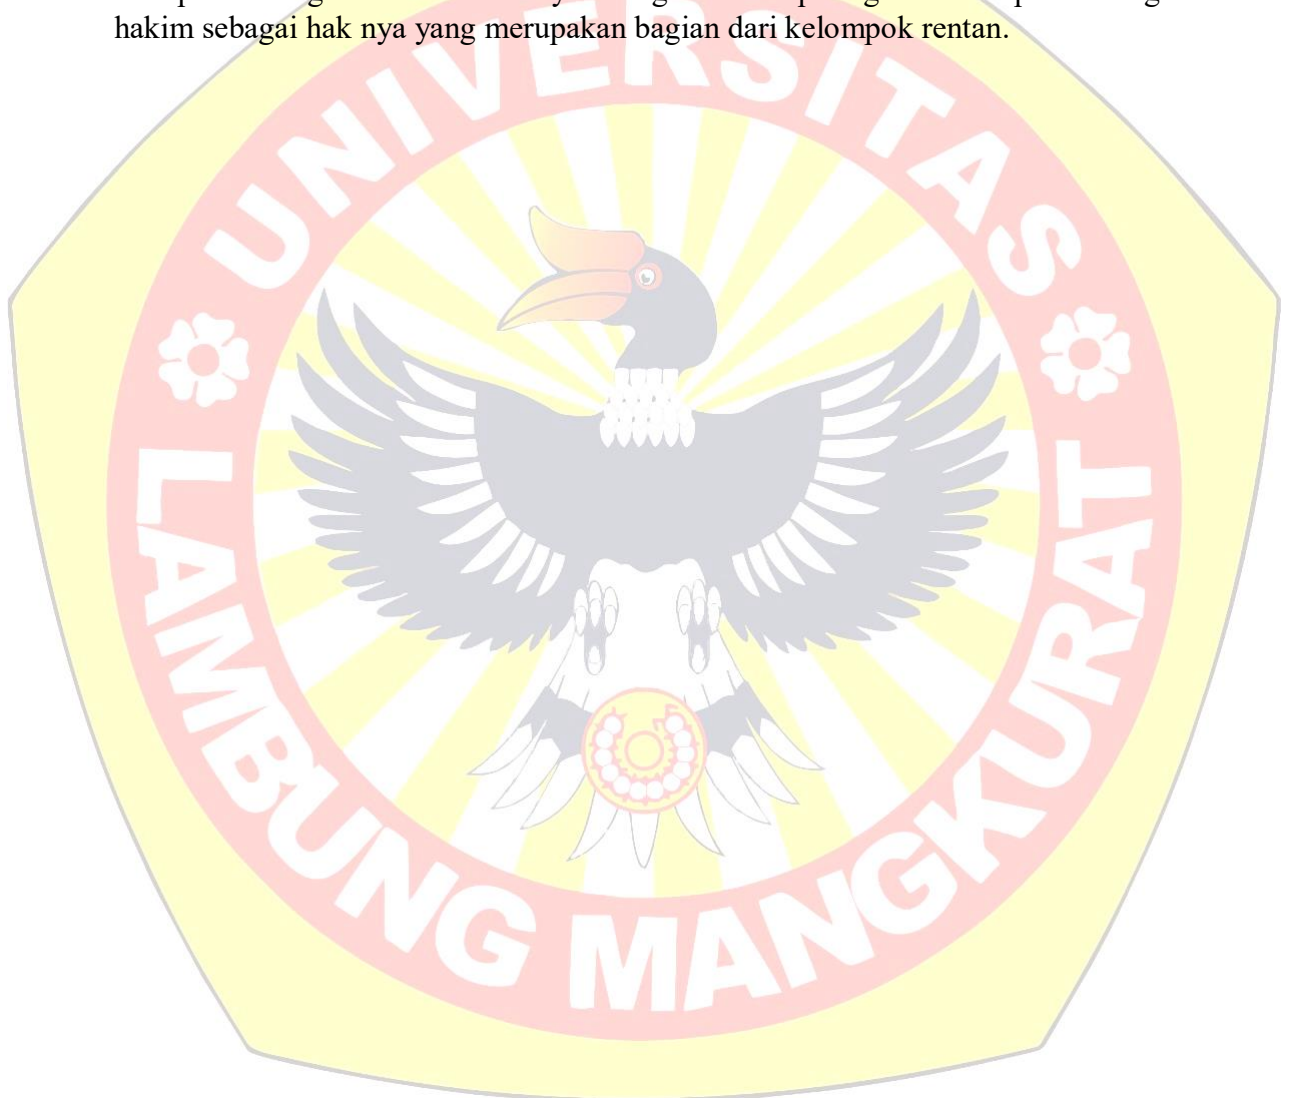 hakim sebagai hak nya yang merupakan bagian dari kelompok rentan.
UNIVERSITAS
LAMBUNG MANGKURAT